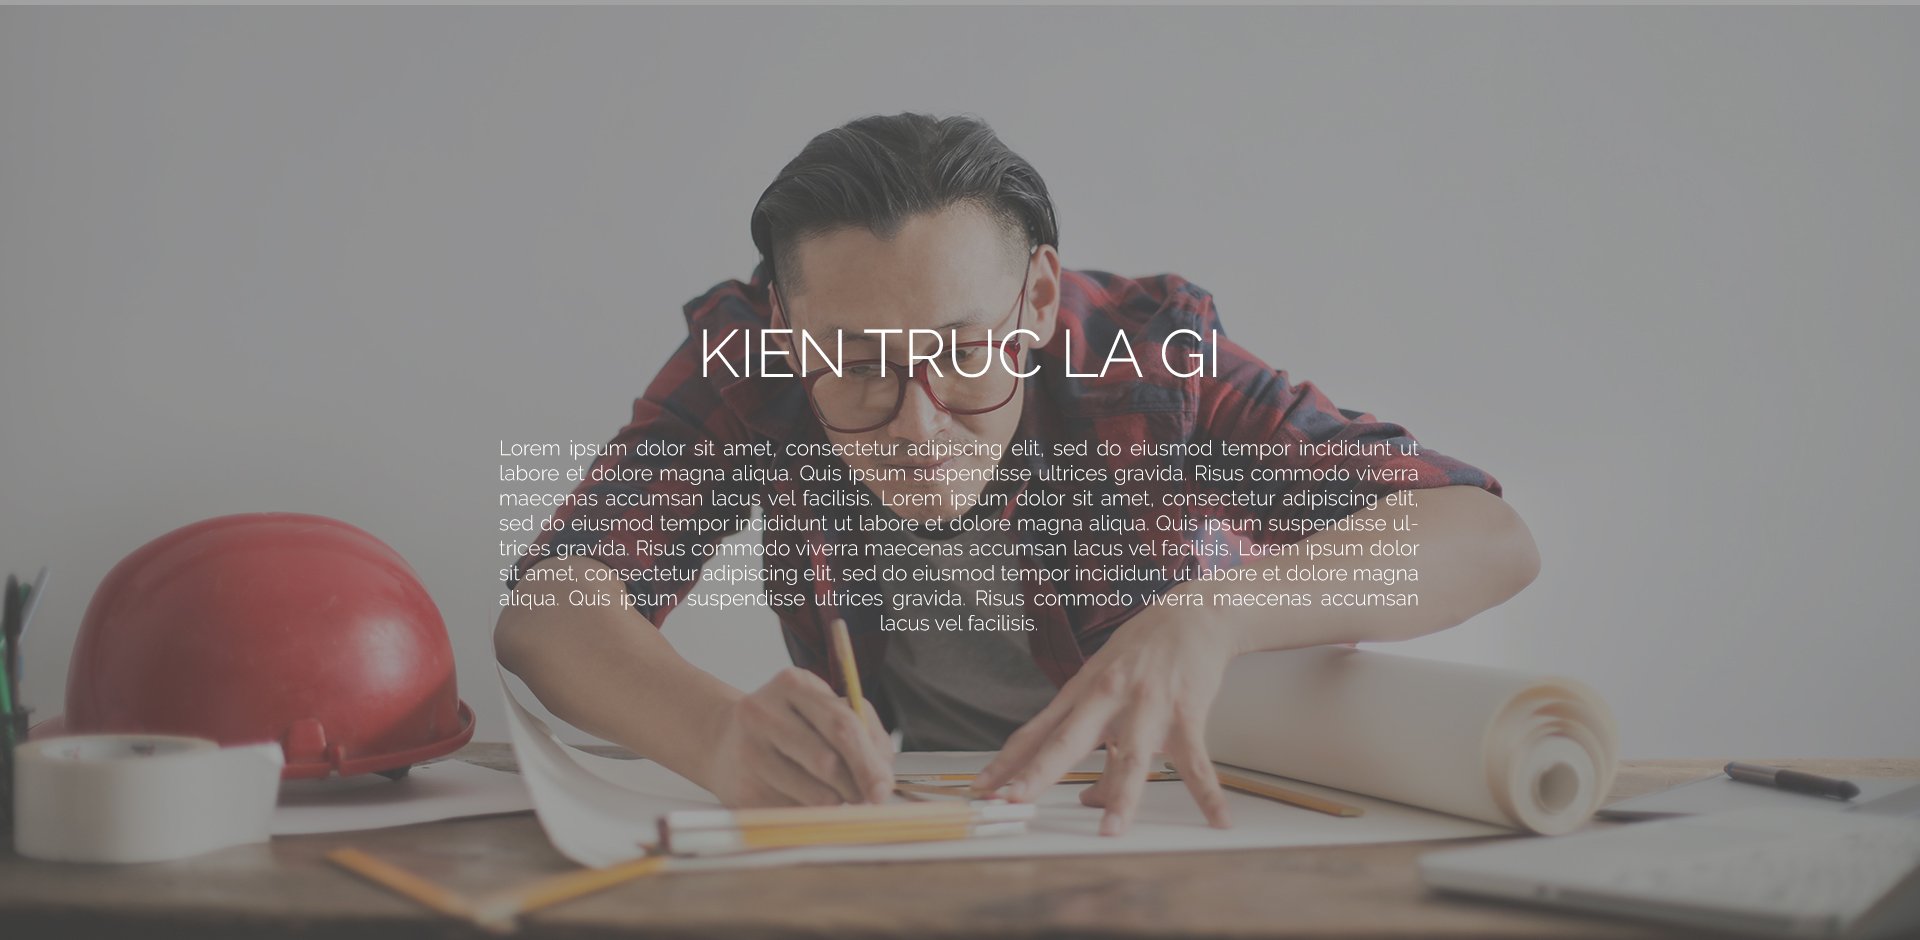 KIEN TRUC LA GI
Lorem ipsum dolor sit amet, consectetur adipiscing elit, sed do eiusmod tempor incididunt ut
labore et dolore magna aliqua. Quis ipsum suspendisse ultrices gravida. Risus commodo viverra
maecenas accumsan lacus vel facilisis. Lorem ipsum dolor sit amet, consectetur adipiscing elit,
sed do eiusmod tempor incididunt ut labore et dolore magna aliqua. Quis ipsum suspendisse ul-
trices gravida. Risus commodo viverra maecenas accumsan lacus vel facilisis. Lorem ipsum dolor
sit amet, consectetur adipiscing elit, sed do eiusmod tempor incididunt ut labore et dolore magna
aliqua. Quis ipsum suspendisse ultrices gravida. Risus commodo viverra maecenas accumsan
lacus vel facilisis.